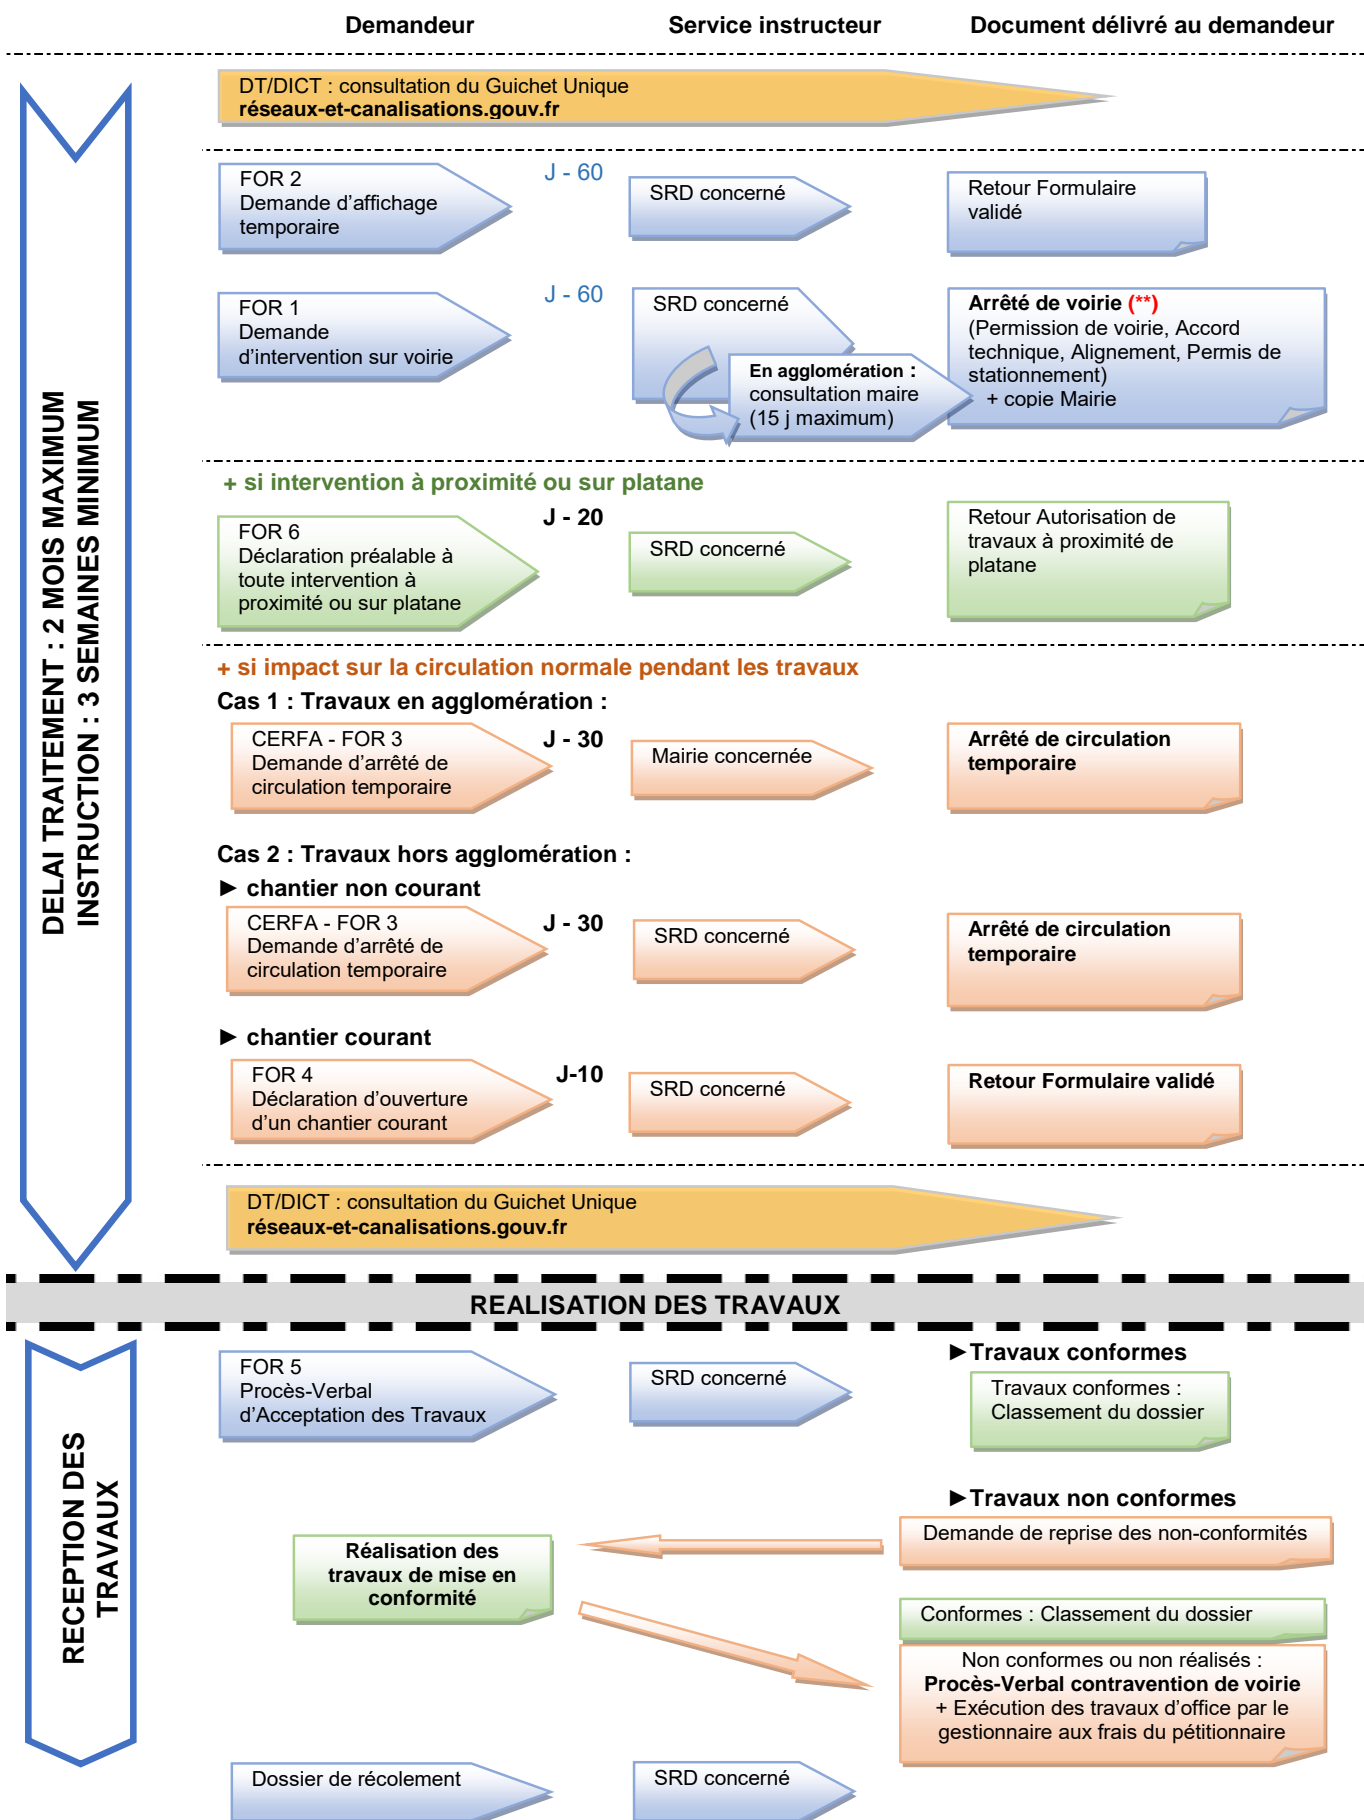 Demandeur
Service instructeur
Document délivré au demandeur
DT/DICT : consultation du Guichet Unique
réseaux-et-canalisations.gouv.fr
DELAI TRAITEMENT : 2 MOIS MAXIMUM
INSTRUCTION : 3 SEMAINES MINIMUM
FOR 2
Demande d’affichage
temporaire
J - 60
SRD concerné
Retour Formulaire
validé
FOR 1
Demande
d’intervention sur voirie
J - 60
SRD concerné
En agglomération :
consultation maire
(15 j maximum)
Arrêté de voirie (**)
(Permission de voirie, Accord
technique, Alignement, Permis de
stationnement)
+ copie Mairie
+ si intervention à proximité ou sur platane
FOR 6
Déclaration préalable à
toute intervention à
proximité ou sur platane
J - 20
SRD concerné
Retour Autorisation de
travaux à proximité de
platane
+ si impact sur la circulation normale pendant les travaux
Cas 1 : Travaux en agglomération :
CERFA - FOR 3
Demande d’arrêté de
circulation temporaire
J - 30
Mairie concernée
Arrêté de circulation
temporaire
Cas 2 : Travaux hors agglomération :
► chantier non courant
CERFA - FOR 3
Demande d’arrêté de
circulation temporaire
J - 30
SRD concerné
Arrêté de circulation
temporaire
► chantier courant
FOR 4
Déclaration d’ouverture
d’un chantier courant
J-10
SRD concerné
Retour Formulaire validé
DT/DICT : consultation du Guichet Unique
réseaux-et-canalisations.gouv.fr
REALISATION DES TRAVAUX
RECEPTION DES
TRAVAUX
FOR 5
Procès-Verbal
d’Acceptation des Travaux
SRD concerné
►Travaux conformes
Travaux conformes :
Classement du dossier
►Travaux non conformes
Demande de reprise des non-conformités
Réalisation des
travaux de mise en
conformité
Conformes : Classement du dossier
Non conformes ou non réalisés :
Procès-Verbal contravention de voirie
+ Exécution des travaux d’office par le
gestionnaire aux frais du pétitionnaire
Dossier de récolement
SRD concerné